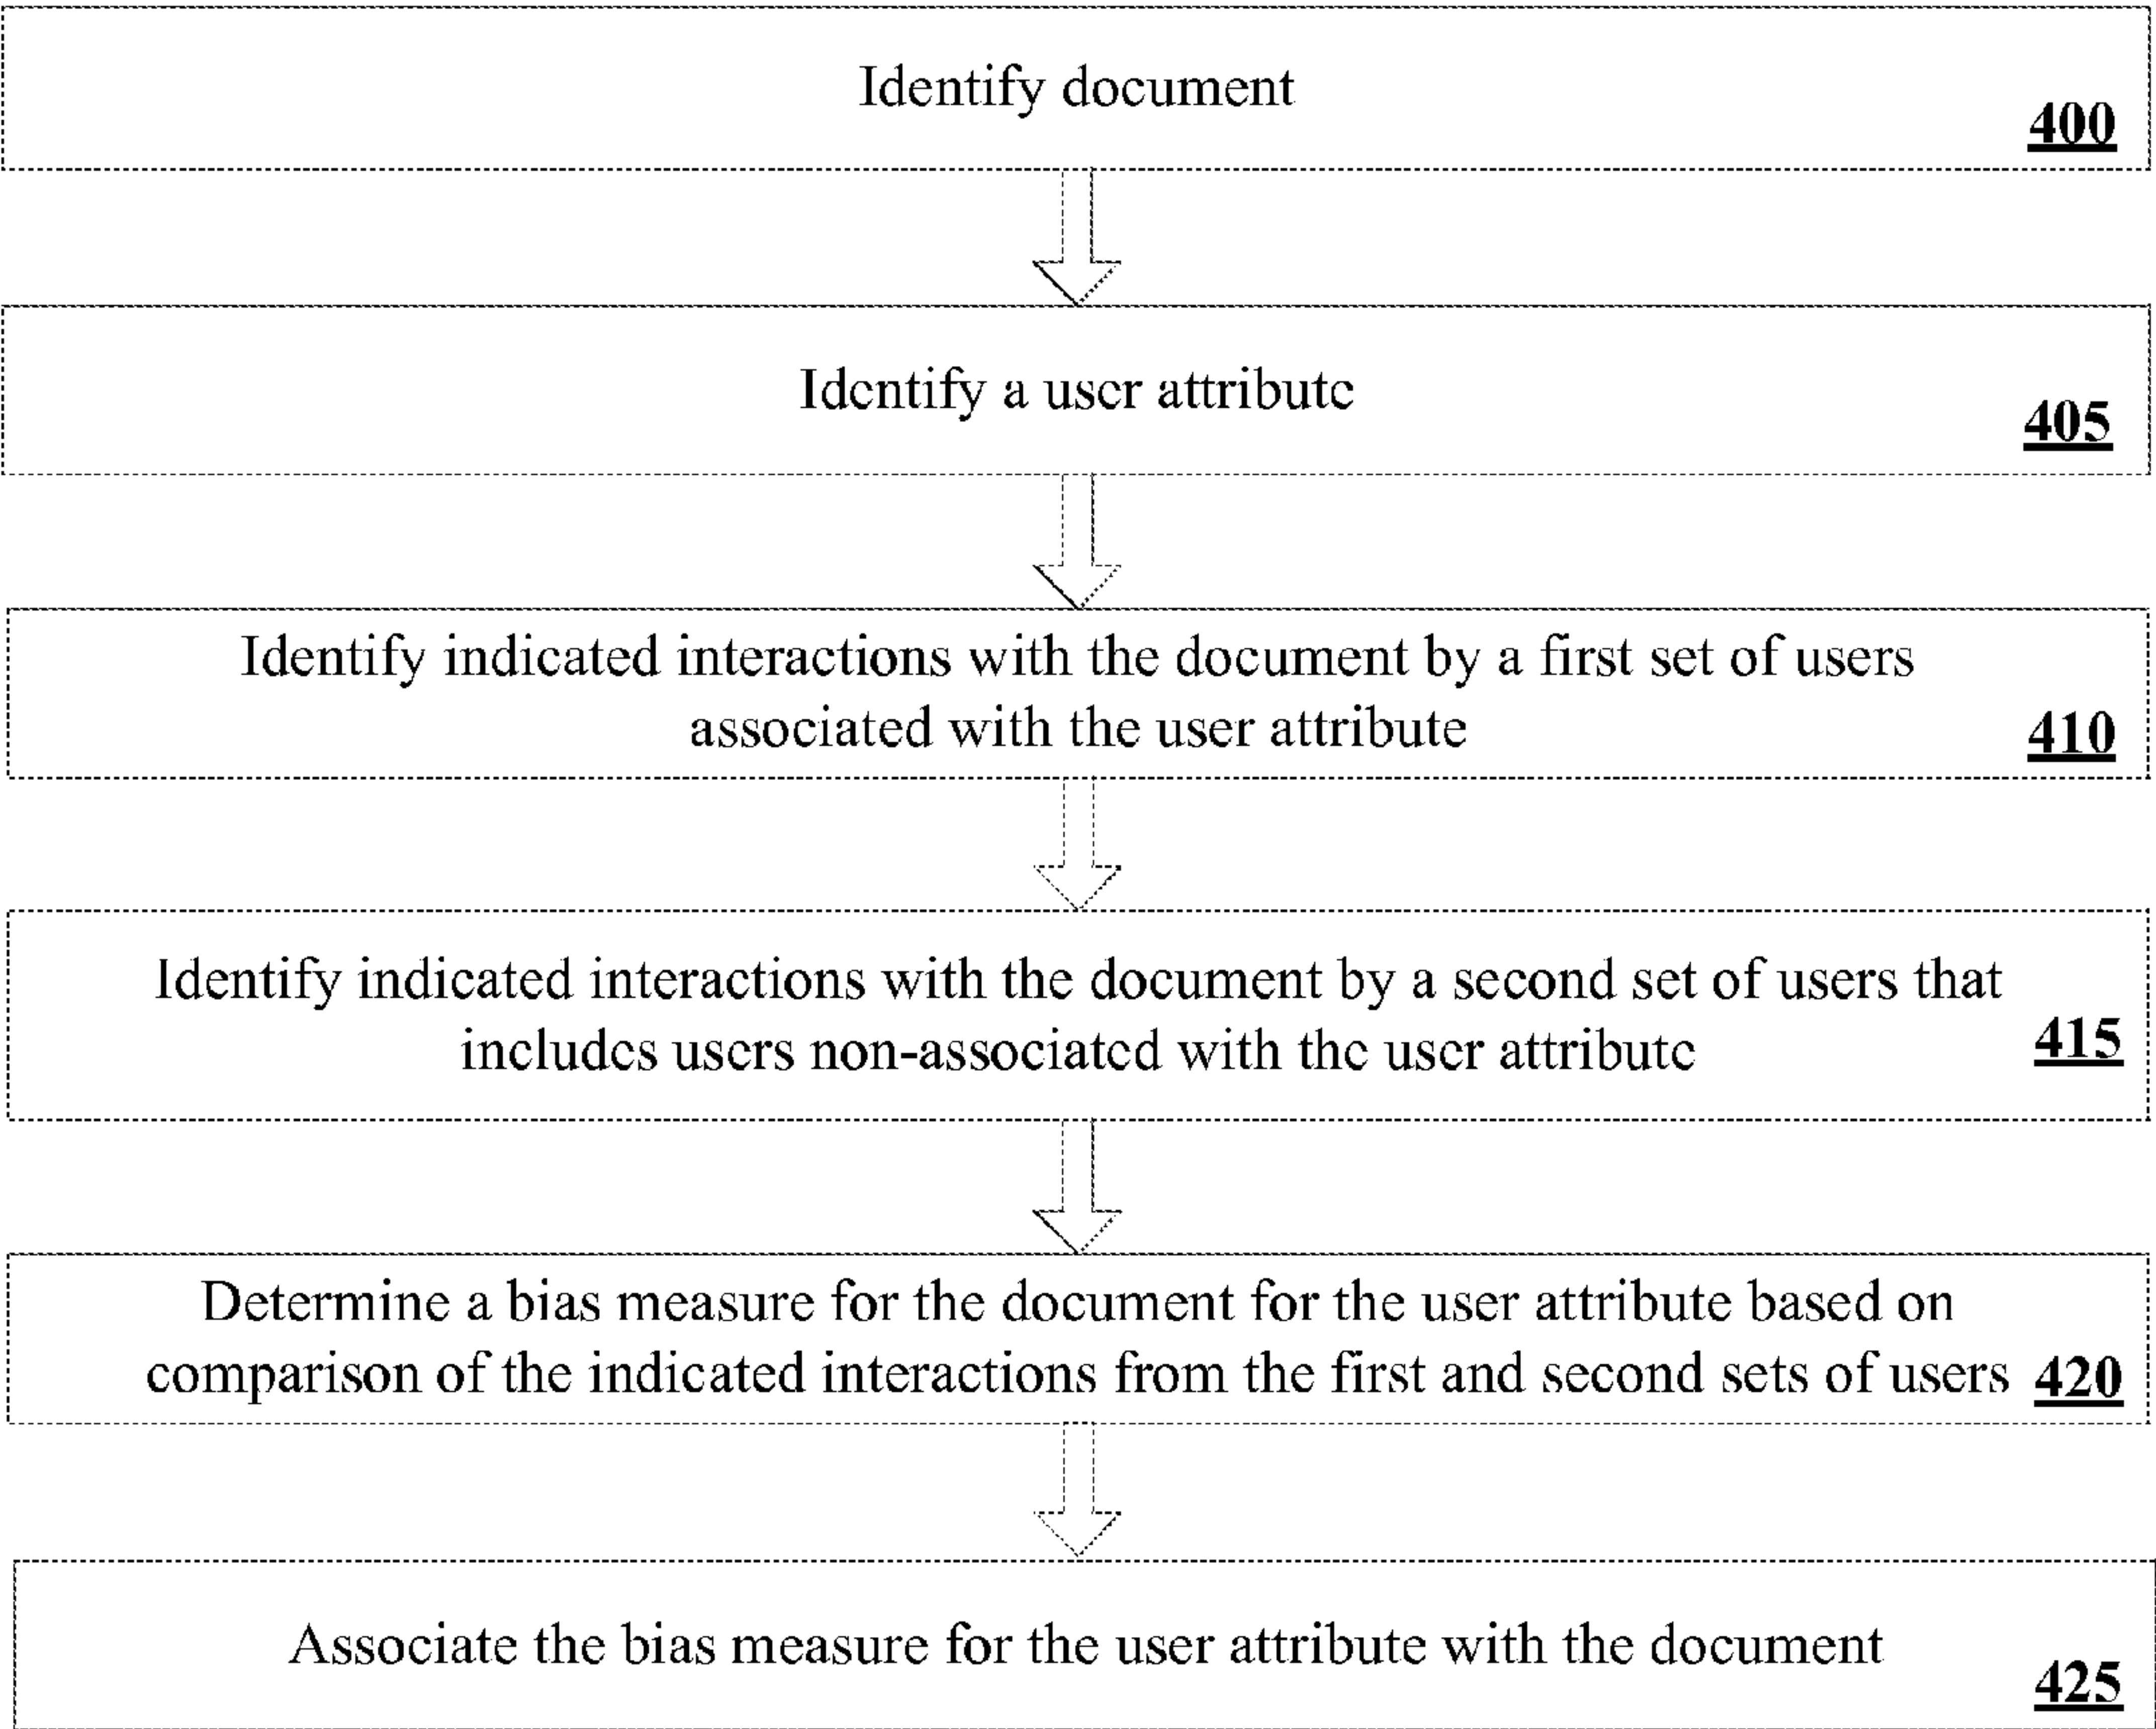 Identify document
400
Identify a user attribute
405
Identify indicated interactions with the document by a first set of users
associated with the user attribute
410
Identify indicated interactions with the document by a second set of users that
includes users non-associated with the user attribute
415
Determine a bias measure for the document for the user attribute based on
comparison of the indicated interactions from the first and second sets of users 420
Associate the bias measure for the user attribute with the document
425